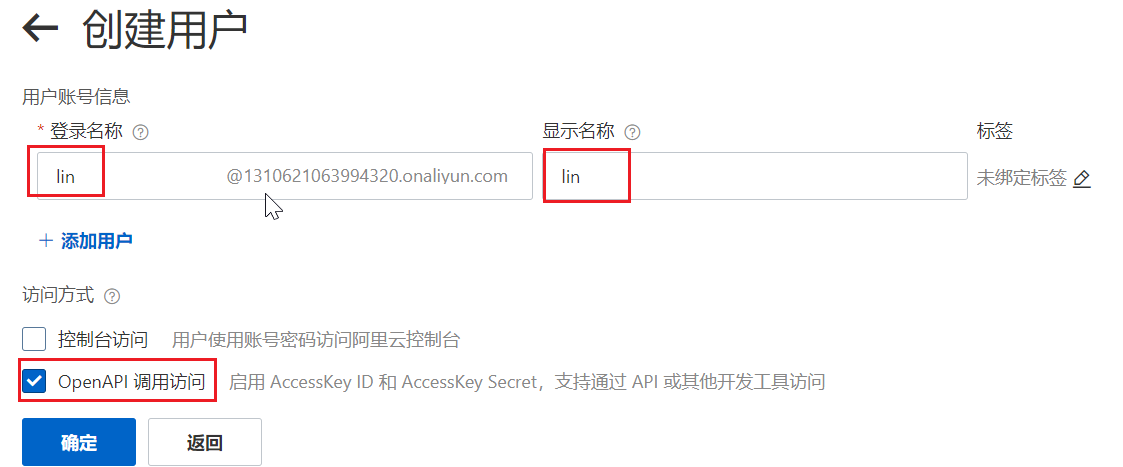 创建用户
用户账号信息
* 登录名称 显示名称 标签
lin @1310621063994320.onaliyun.com lin 未绑定标签
+ 添加用户
访问方式
控制台访问 用户使用账号密码访问阿里云控制台
OpenAPI 调用访问 启用 AccessKey ID 和 AccessKey Secret，支持通过 API 或其他开发工具访问
确定 返回